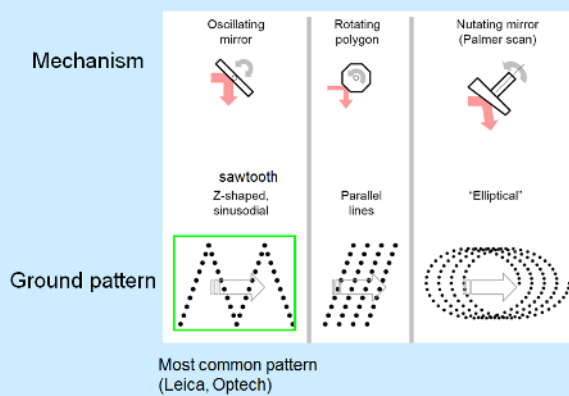 Mechanism
Oscillating
mirror
Rotating
polygon
Nutating mirror
(Palmer scan)
sawtooth
Z-shaped,
sinusodial
Parallel
lines
"Elliptical"
Ground pattern
Most common pattern
(Leica, Optech)